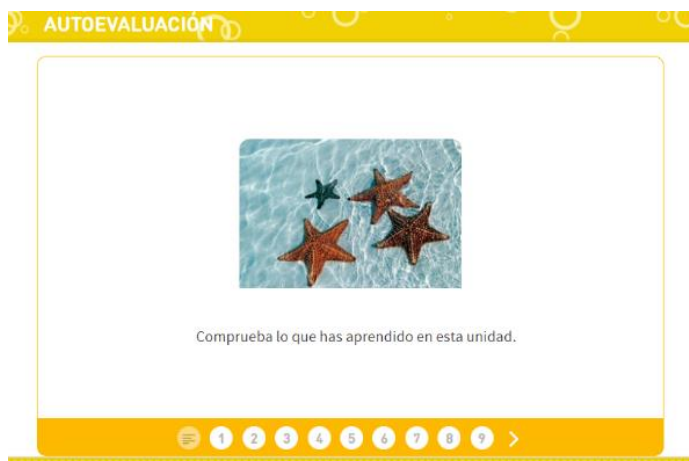 AUTOEVALUACIÓN
Comprueba lo que has aprendido en esta unidad.
1 2 3 4 5 6 7 8 9